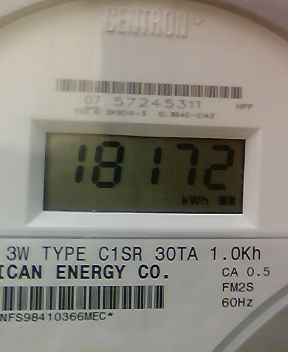 CENTRON®
07 57245311 HPP
18172
kWh
3W TYPE C1SR 30TA 1.0Kh
ICAN ENERGY CO. CA 0.5
FM2S
60Hz
NFS98410366MEC*